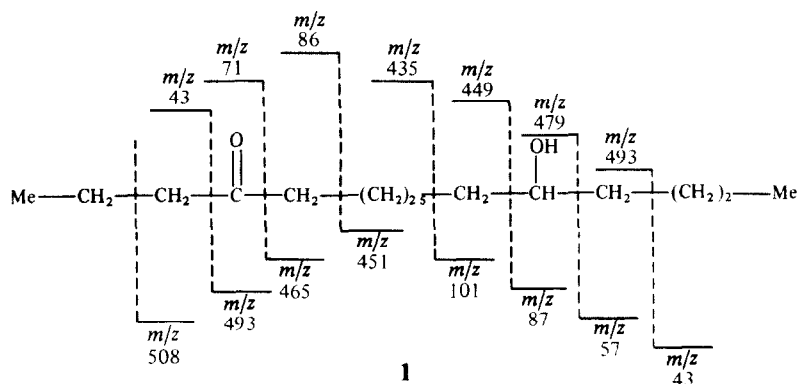 m/z 86
m/z 71
m/z 435
m/z 43
m/z 449
m/z 479
m/z 493
O
OH
Me—CH₂—CH₂—C—CH₂—(CH₂)₂₅—CH₂—CH—CH₂—(CH₂)₂—Me
m/z 451
m/z 465
m/z 101
m/z 493
m/z 87
m/z 508
m/z 57
m/z 43
1